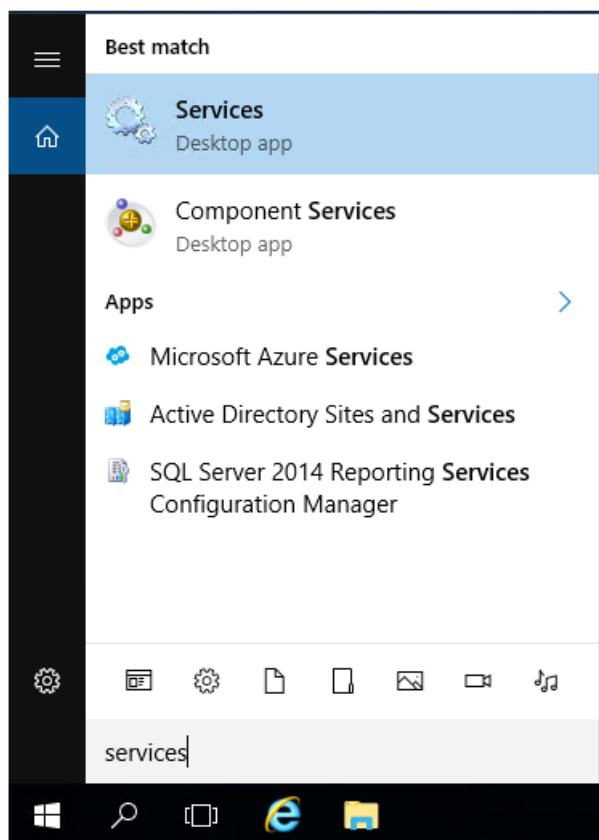 Best match
Services
Desktop app
Component Services
Desktop app
Apps
Microsoft Azure Services
Active Directory Sites and Services
SQL Server 2014 Reporting Services
Configuration Manager
services